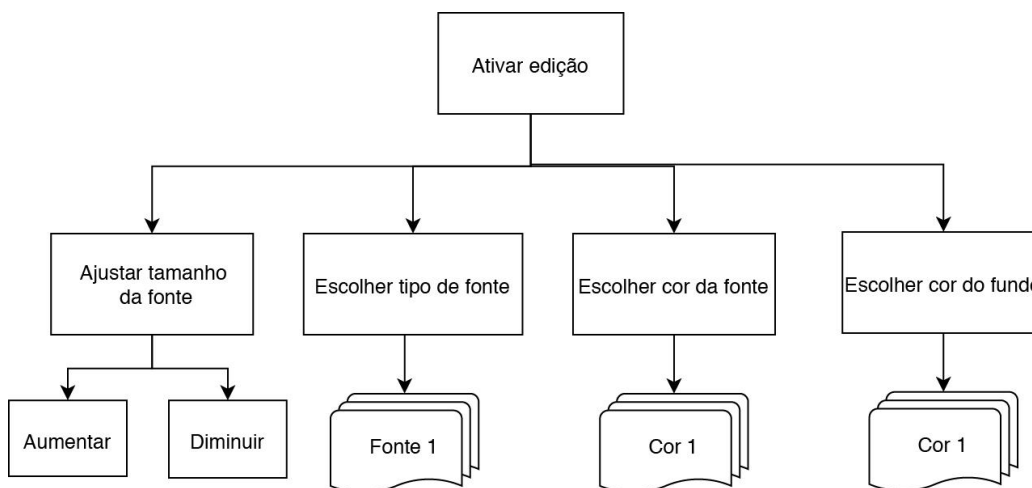 Ativar edição
Ajustar tamanho
da fonte
Escolher tipo de fonte
Escolher cor da fonte
Escolher cor do fundo
Aumentar
Diminuir
Fonte 1
Cor 1
Cor 1